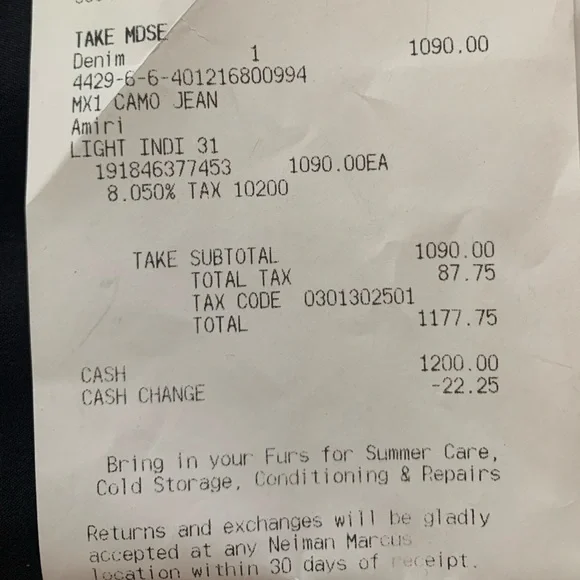 TAKE MDSE
Denim 1 1090.00
4429-6-6-401216800994
MX1 CAMO JEAN
Amiri
LIGHT INDI 31
191846377453 1090.00EA
8.050% TAX 10200
TAKE SUBTOTAL 1090.00
TOTAL TAX 87.75
TAX CODE 0301302501
TOTAL 1177.75
CASH 1200.00
CASH CHANGE -22.25
Bring in your Furs for Summer Care,
Cold Storage, Conditioning & Repairs
Returns and exchanges will be gladly
accepted at any Neiman Marcus
location within 30 days of receipt.